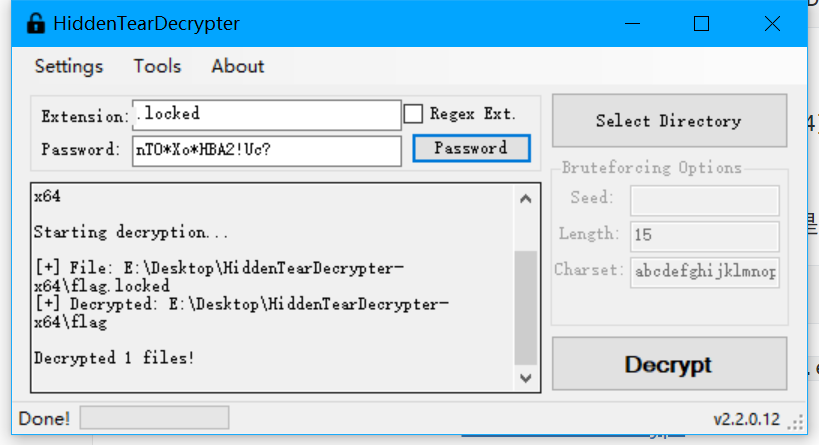 HiddenTearDecrypter
Settings Tools About
Extension: .locked Regex Ext.
Password: nTO*Xo*HBA2!Uc? Password
Select Directory
x64
Starting decryption...
[+] File: E:\Desktop\HiddenTearDecrypter-
x64\flag.locked
[+] Decrypted: E:\Desktop\HiddenTearDecrypter-
x64\flag
Decrypted 1 files!
Bruteforcing Options
Seed:
Length: 15
Charset: abcdefghijklmnop
Decrypt
Done!
v2.2.0.12